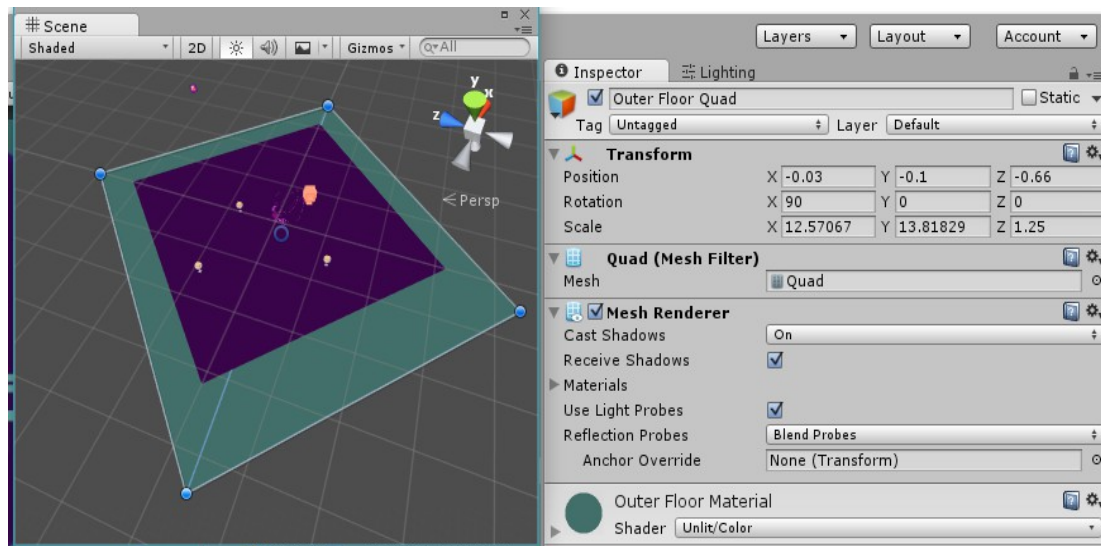 Scene
Shaded 2D Gizmos All
y
x
z
Persp
Layers Layout Account
Inspector Lighting
Outer Floor Quad Static
Tag Untagged Layer Default
Transform
Position X -0.03 Y -0.1 Z -0.66
Rotation X 90 Y 0 Z 0
Scale X 12.57067 Y 13.81829 Z 1.25
Quad (Mesh Filter)
Mesh Quad
Mesh Renderer
Cast Shadows On
Receive Shadows
Materials
Use Light Probes
Reflection Probes Blend Probes
Anchor Override None (Transform)
Outer Floor Material
Shader Unlit/Color